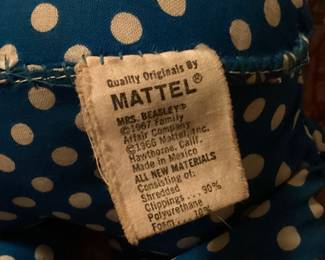 Quality Originals By
MATTEL®
MRS. BEASLEY®
©1967 Family
Affair Company
©1966 Mattel, Inc.
Hawthorne, Calif.
Made in Mexico
ALL NEW MATERIALS
Consisting of:
Shredded
Clippings ... 90%
Polyurethane
Foam ... 10%